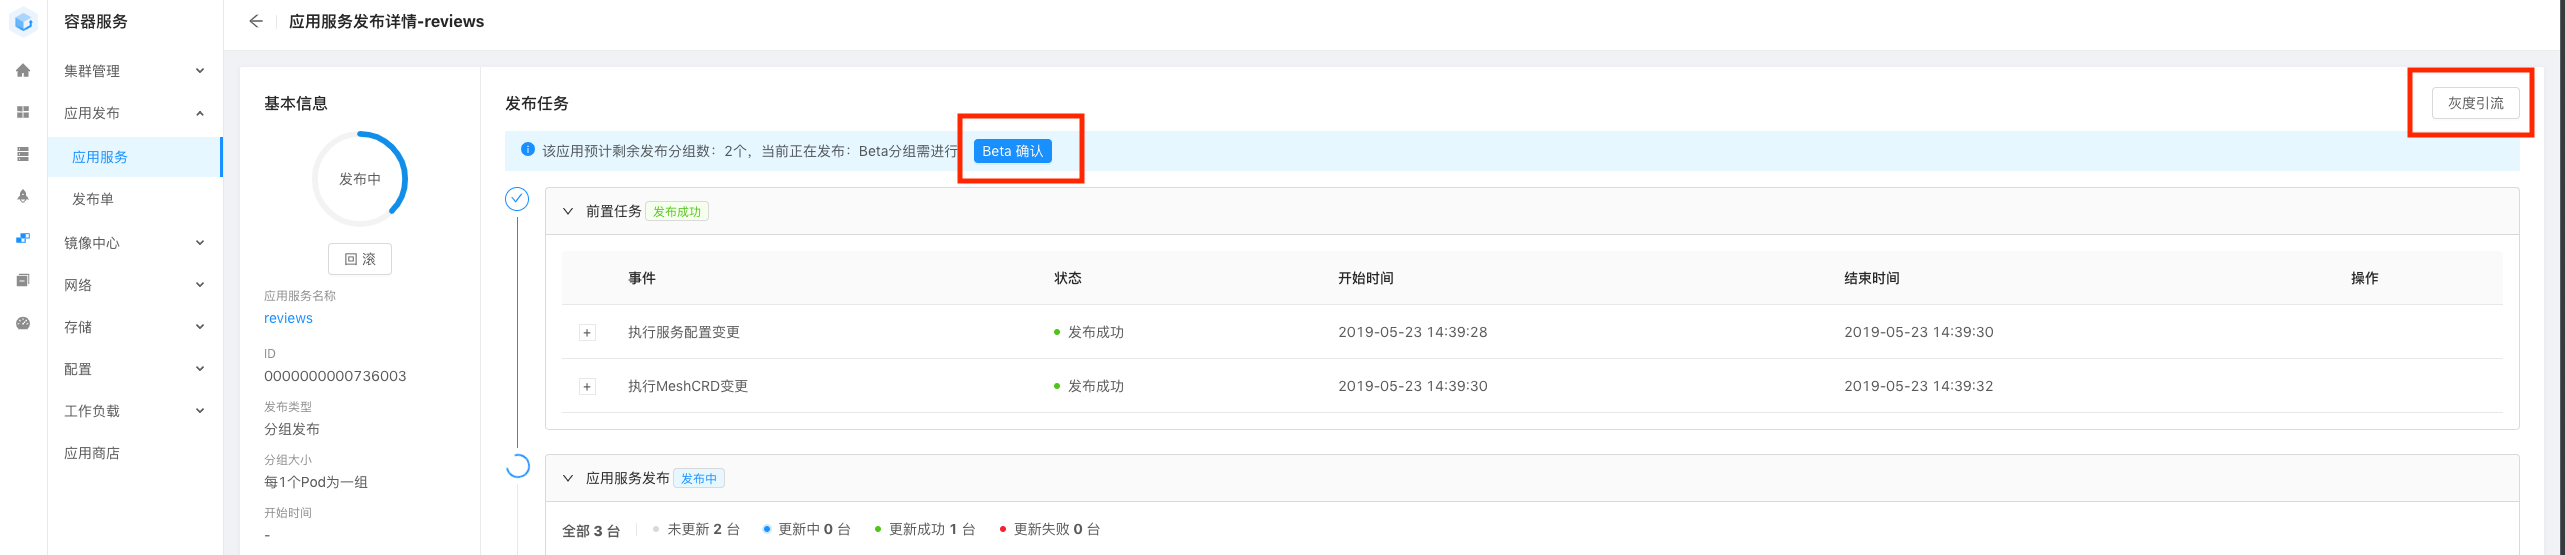 容器服务
集群管理
应用发布
应用服务
发布单
镜像中心
网络
存储
配置
工作负载
应用商店
应用服务发布详情-reviews
基本信息
发布中
回 滚
应用服务名称
reviews
ID
0000000000736003
发布类型
分组发布
分组大小
每1个Pod为一组
开始时间
-
发布任务
灰度引流
该应用预计剩余发布分组数：2个，当前正在发布：Beta分组需进行 Beta 确认
前置任务 发布成功
事件 状态 开始时间 结束时间 操作
执行服务配置变更 发布成功 2019-05-23 14:39:28 2019-05-23 14:39:30
执行MeshCRD变更 发布成功 2019-05-23 14:39:30 2019-05-23 14:39:32
应用服务发布 发布中
全部 3 台 未更新 2 台 更新中 0 台 更新成功 1 台 更新失败 0 台